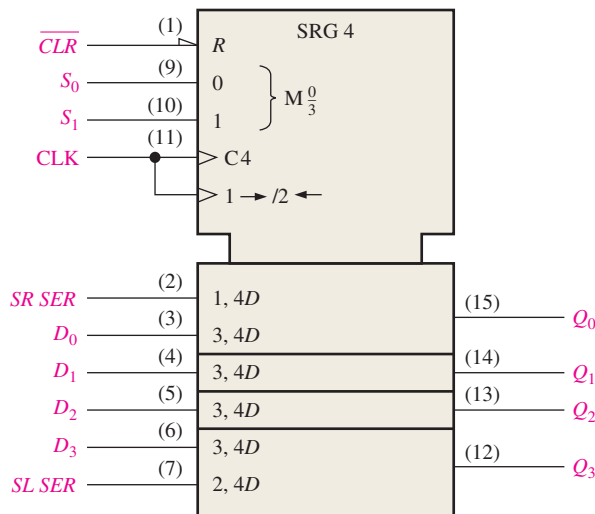 (1) SRG 4
C̅L̅R̅ R
(9)
S₀ 0
(10) M 0/3
S₁ 1
(11)
CLK C4
1 → /2 ←
(2)
SR SER 1, 4D (15)
(3) Q₀
D₀ 3, 4D
(4) (14)
D₁ 3, 4D Q₁
(5) (13)
D₂ 3, 4D Q₂
(6)
D₃ 3, 4D (12)
(7) Q₃
SL SER 2, 4D